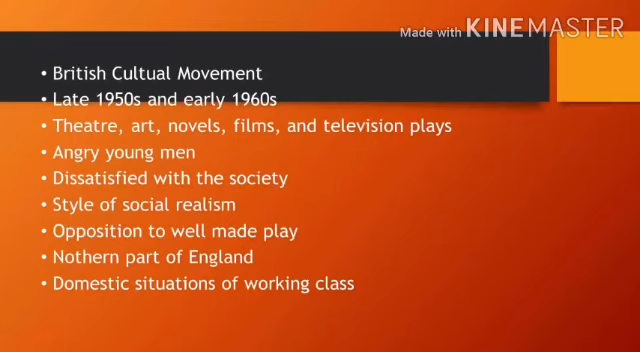 Made with KINEMASTER
• British Cultual Movement
• Late 1950s and early 1960s
• Theatre, art, novels, films, and television plays
• Angry young men
• Dissatisfied with the society
• Style of social realism
• Opposition to well made play
• Nothern part of England
• Domestic situations of working class